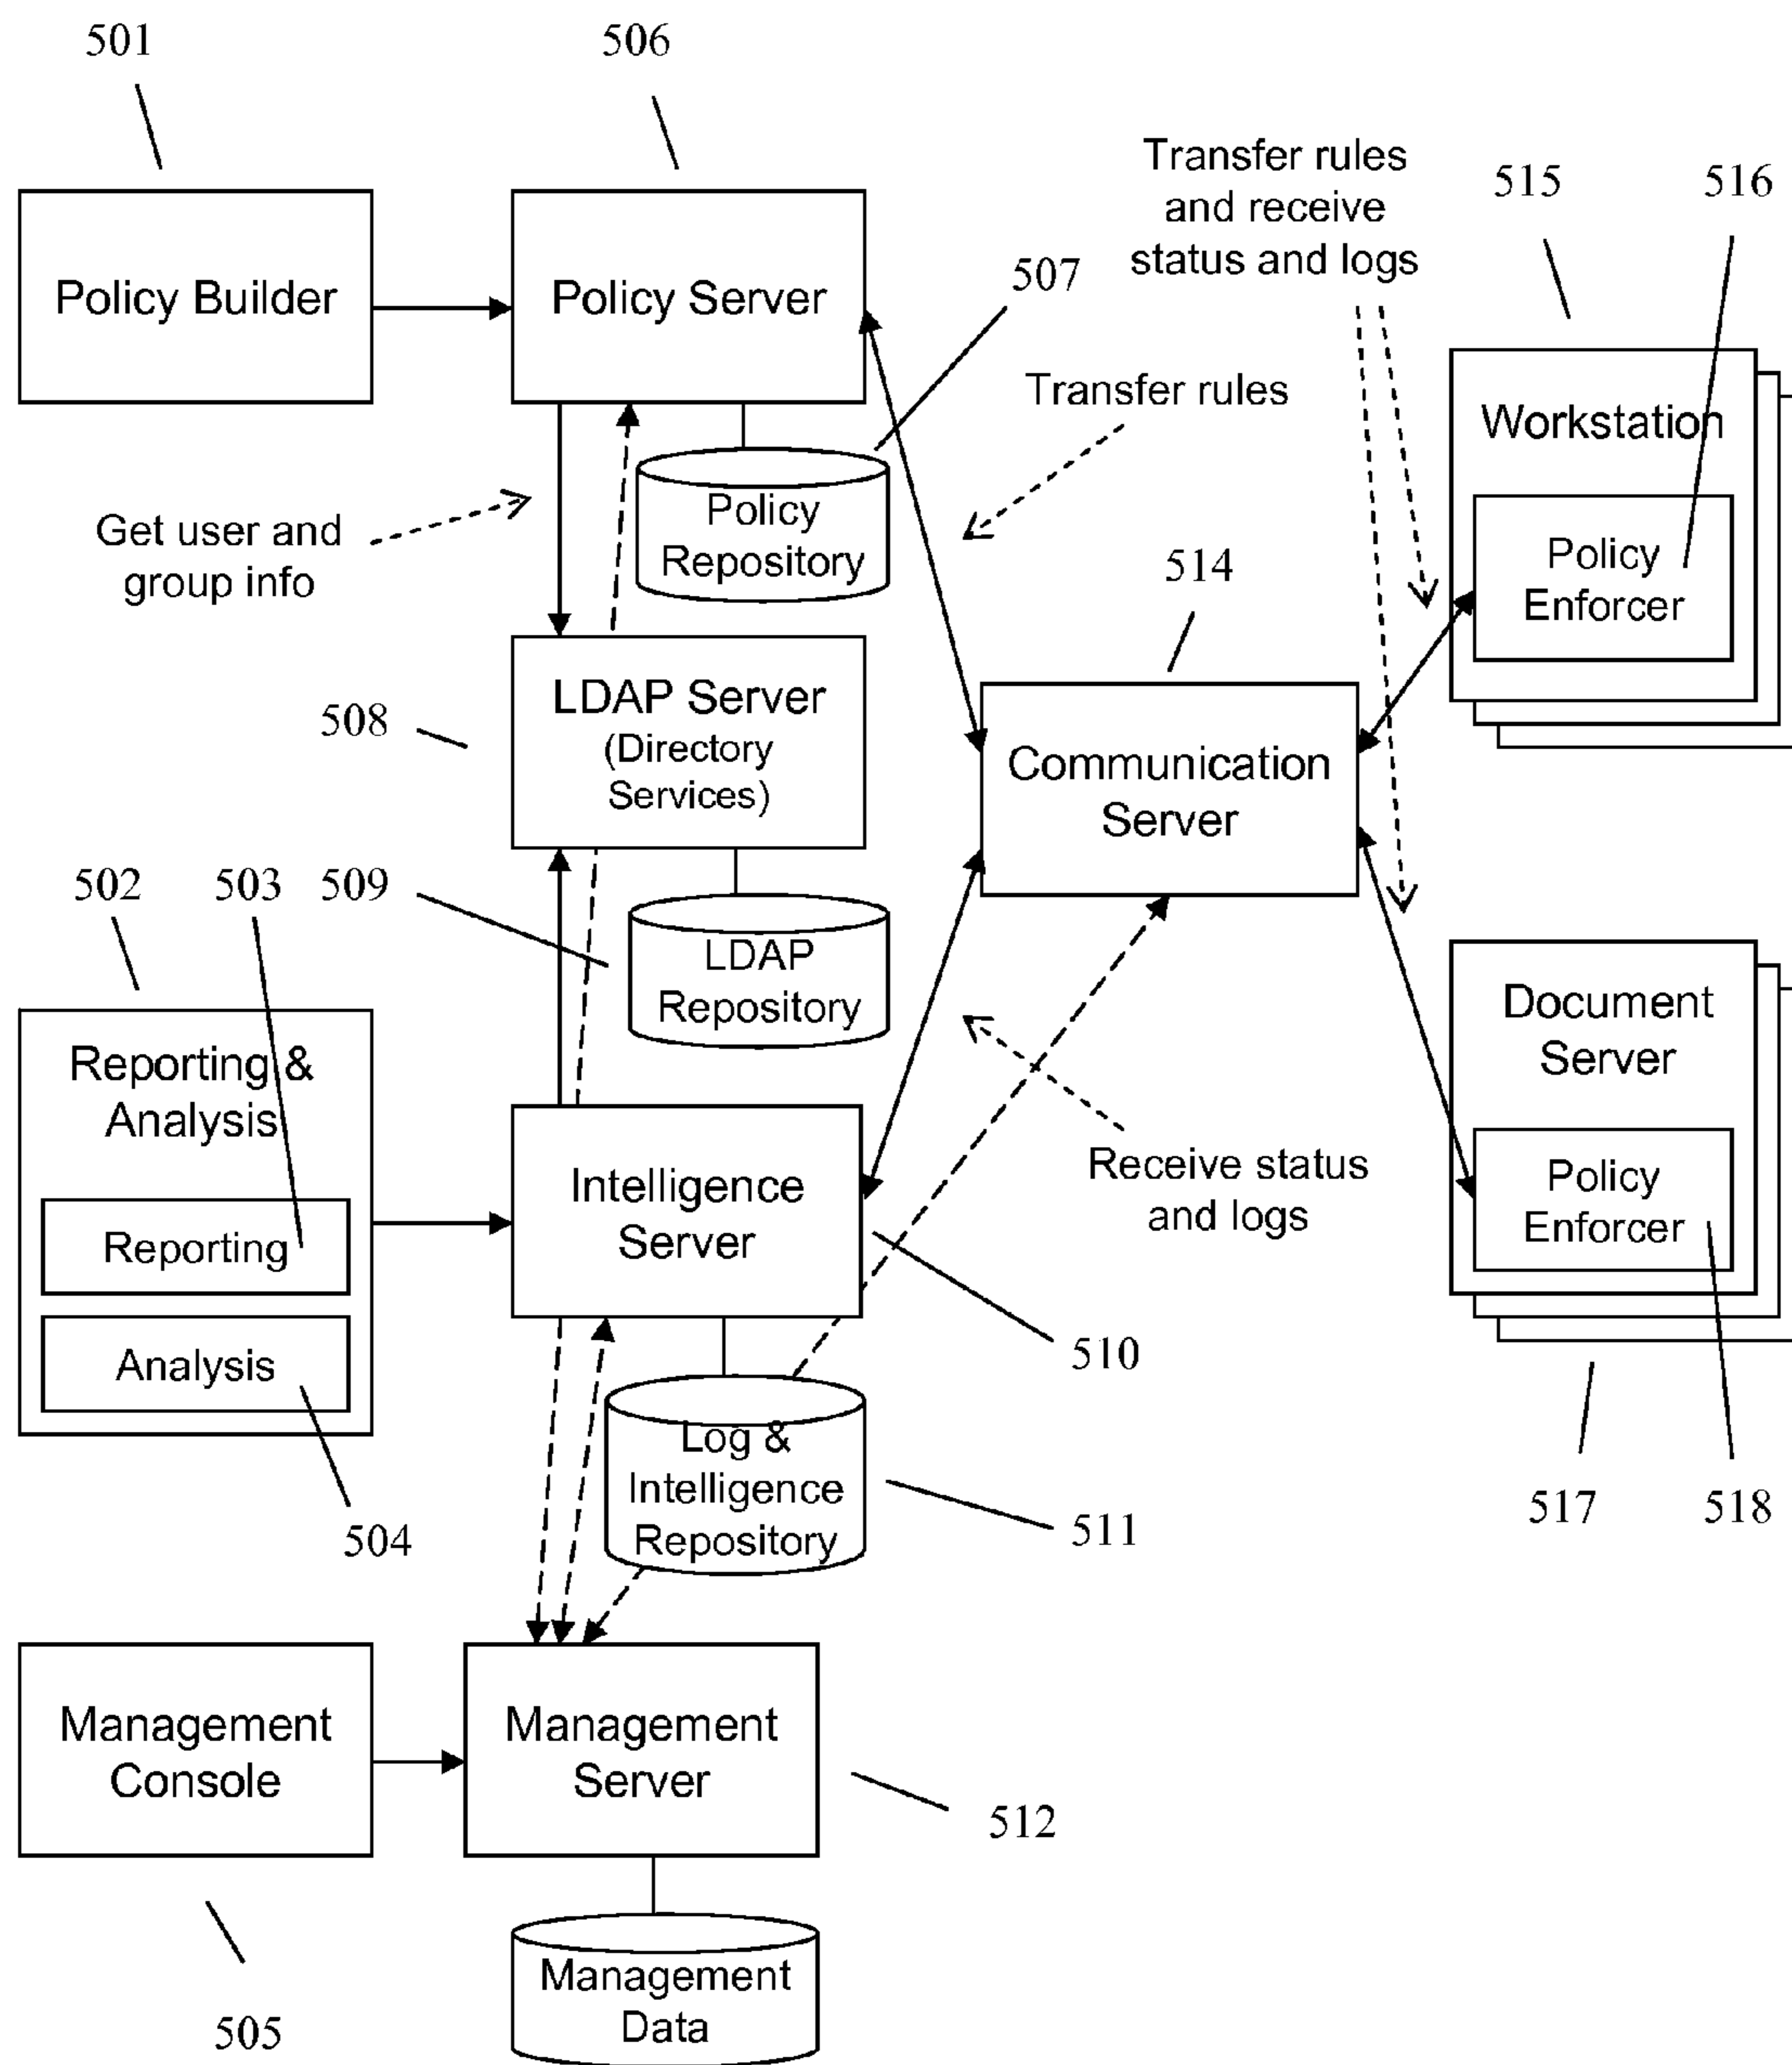 501
506
Transfer rules
and receive
status and logs
515
516
Policy Builder
Policy Server
507
Transfer rules
Workstation
Get user and
group info
Policy
Repository
514
Policy
Enforcer
508
LDAP Server
(Directory
Services)
Communication
Server
502
503
509
LDAP
Repository
Document
Server
Reporting &
Analysis
Intelligence
Server
Receive status
and logs
Policy
Enforcer
Reporting
Analysis
510
504
Log &
Intelligence
Repository
511
517
518
Management
Console
Management
Server
512
505
Management
Data